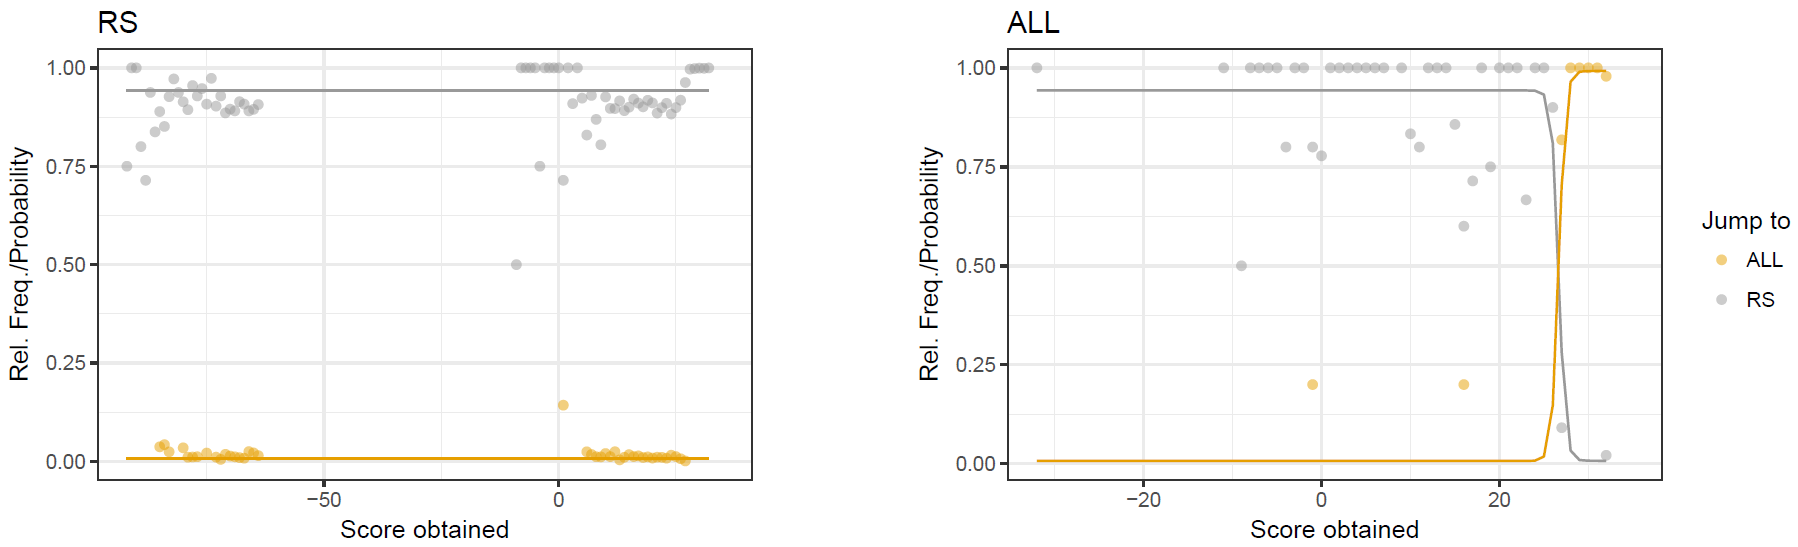 RS
1.00
0.75
0.50
0.25
0.00
Rel. Freq./Probability
−50
0
Score obtained
ALL
1.00
0.75
0.50
0.25
0.00
Rel. Freq./Probability
−20
0
20
Score obtained
Jump to
ALL
RS